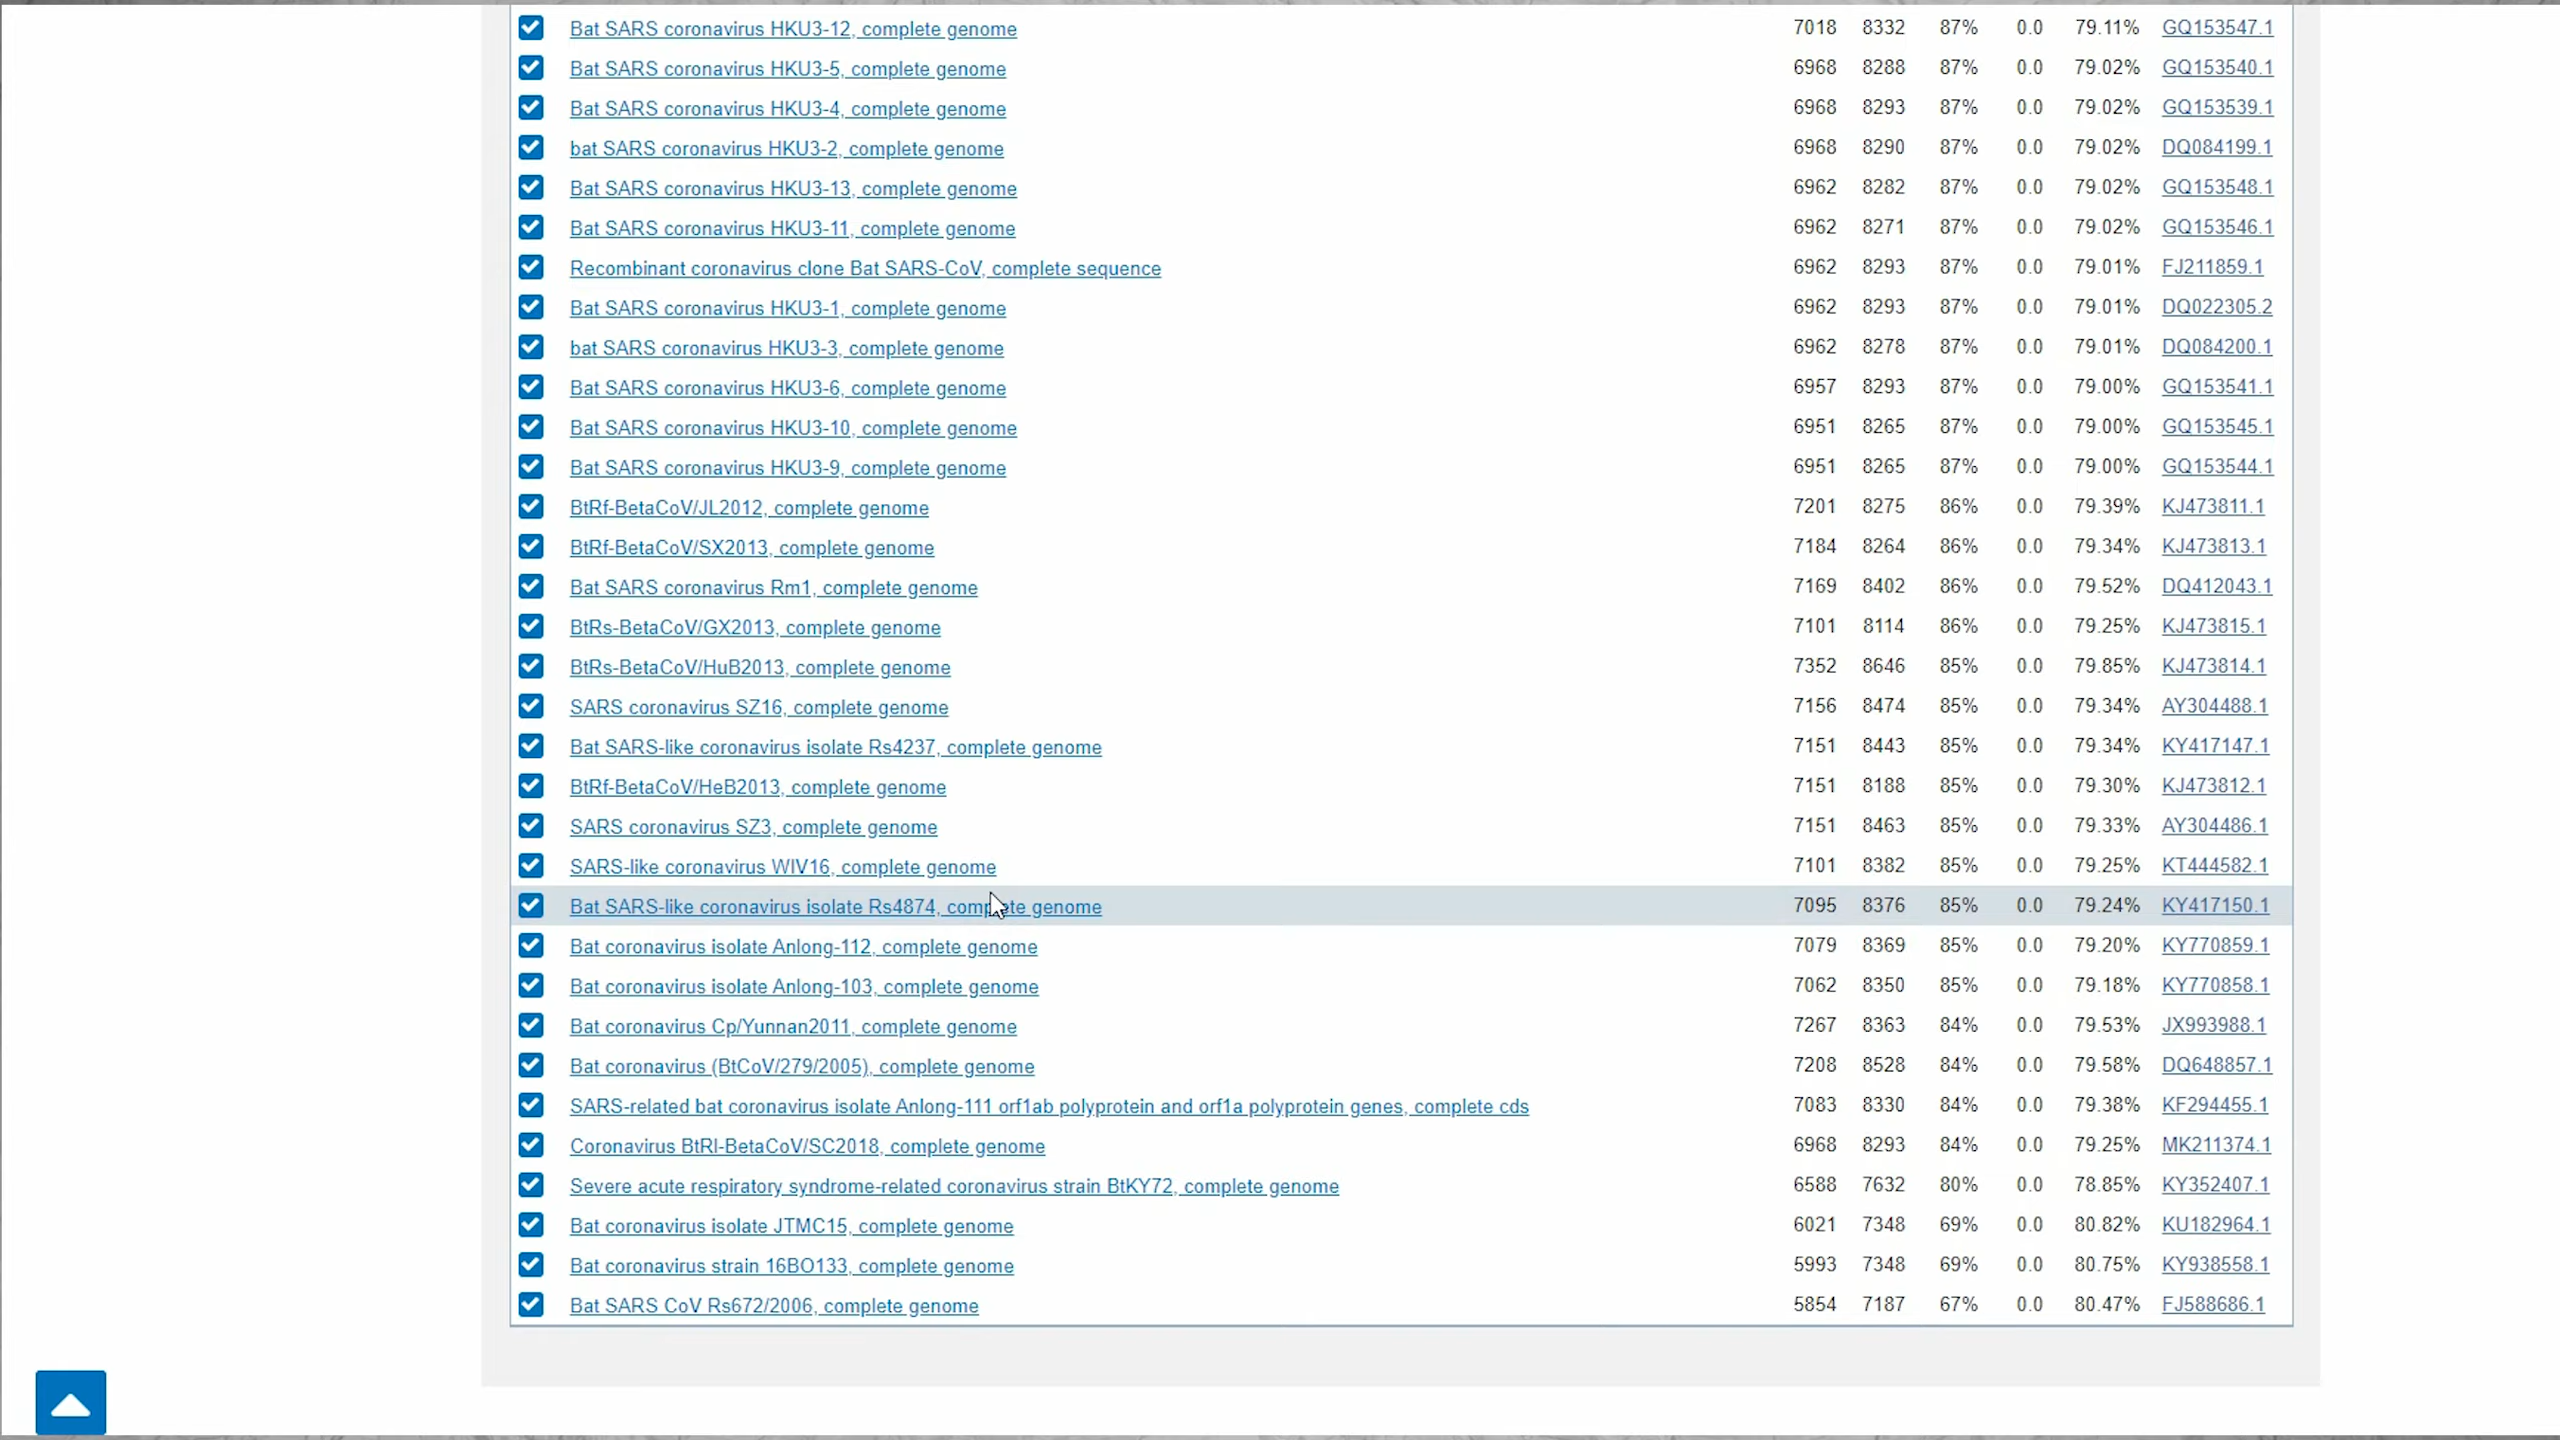 Bat SARS coronavirus HKU3-12, complete genome 7018 8332 87% 0.0 79.11% GQ153547.1
Bat SARS coronavirus HKU3-5, complete genome 6968 8288 87% 0.0 79.02% GQ153540.1
Bat SARS coronavirus HKU3-4, complete genome 6968 8293 87% 0.0 79.02% GQ153539.1
bat SARS coronavirus HKU3-2, complete genome 6968 8290 87% 0.0 79.02% DQ084199.1
Bat SARS coronavirus HKU3-13, complete genome 6962 8282 87% 0.0 79.02% GQ153548.1
Bat SARS coronavirus HKU3-11, complete genome 6962 8271 87% 0.0 79.02% GQ153546.1
Recombinant coronavirus clone Bat SARS-CoV, complete sequence 6962 8293 87% 0.0 79.01% FJ211859.1
Bat SARS coronavirus HKU3-1, complete genome 6962 8293 87% 0.0 79.01% DQ022305.2
bat SARS coronavirus HKU3-3, complete genome 6962 8278 87% 0.0 79.01% DQ084200.1
Bat SARS coronavirus HKU3-6, complete genome 6957 8293 87% 0.0 79.00% GQ153541.1
Bat SARS coronavirus HKU3-10, complete genome 6951 8265 87% 0.0 79.00% GQ153545.1
Bat SARS coronavirus HKU3-9, complete genome 6951 8265 87% 0.0 79.00% GQ153544.1
BtRf-BetaCoV/JL2012, complete genome 7201 8275 86% 0.0 79.39% KJ473811.1
BtRf-BetaCoV/SX2013, complete genome 7184 8264 86% 0.0 79.34% KJ473813.1
Bat SARS coronavirus Rm1, complete genome 7169 8402 86% 0.0 79.52% DQ412043.1
BtRs-BetaCoV/GX2013, complete genome 7101 8114 86% 0.0 79.25% KJ473815.1
BtRs-BetaCoV/HuB2013, complete genome 7352 8646 85% 0.0 79.85% KJ473814.1
SARS coronavirus SZ16, complete genome 7156 8474 85% 0.0 79.34% AY304488.1
Bat SARS-like coronavirus isolate Rs4237, complete genome 7151 8443 85% 0.0 79.34% KY417147.1
BtRf-BetaCoV/HeB2013, complete genome 7151 8188 85% 0.0 79.30% KJ473812.1
SARS coronavirus SZ3, complete genome 7151 8463 85% 0.0 79.33% AY304486.1
SARS-like coronavirus WIV16, complete genome 7101 8382 85% 0.0 79.25% KT444582.1
Bat SARS-like coronavirus isolate Rs4874, complete genome 7095 8376 85% 0.0 79.24% KY417150.1
Bat coronavirus isolate Anlong-112, complete genome 7079 8369 85% 0.0 79.20% KY770859.1
Bat coronavirus isolate Anlong-103, complete genome 7062 8350 85% 0.0 79.18% KY770858.1
Bat coronavirus Cp/Yunnan2011, complete genome 7267 8363 84% 0.0 79.53% JX993988.1
Bat coronavirus (BtCoV/279/2005), complete genome 7208 8528 84% 0.0 79.58% DQ648857.1
SARS-related bat coronavirus isolate Anlong-111 orf1ab polyprotein and orf1a polyprotein genes, complete cds 7083 8330 84% 0.0 79.38% KF294455.1
Coronavirus BtRl-BetaCoV/SC2018, complete genome 6968 8293 84% 0.0 79.25% MK211374.1
Severe acute respiratory syndrome-related coronavirus strain BtKY72, complete genome 6588 7632 80% 0.0 78.85% KY352407.1
Bat coronavirus isolate JTMC15, complete genome 6021 7348 69% 0.0 80.82% KU182964.1
Bat coronavirus strain 16BO133, complete genome 5993 7348 69% 0.0 80.75% KY938558.1
Bat SARS CoV Rs672/2006, complete genome 5854 7187 67% 0.0 80.47% FJ588686.1